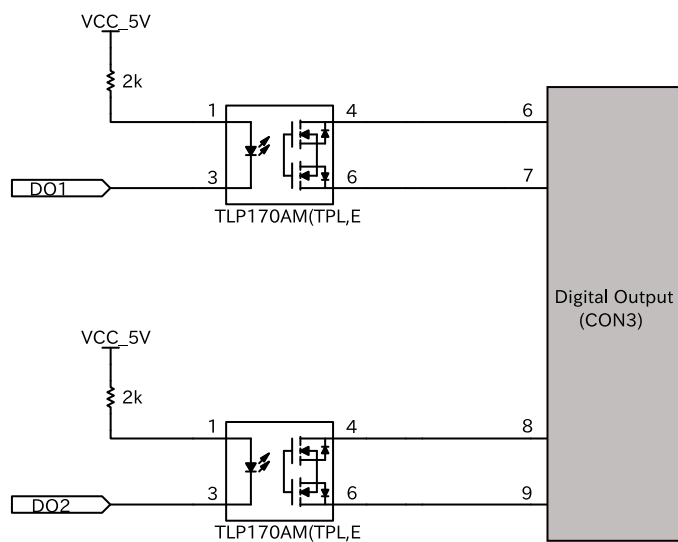 VCC_5V
2k
1
4
6
3
6
7
DO1
TLP170AM(TPL,E
Digital Output
(CON3)
VCC_5V
2k
1
4
8
3
6
9
DO2
TLP170AM(TPL,E